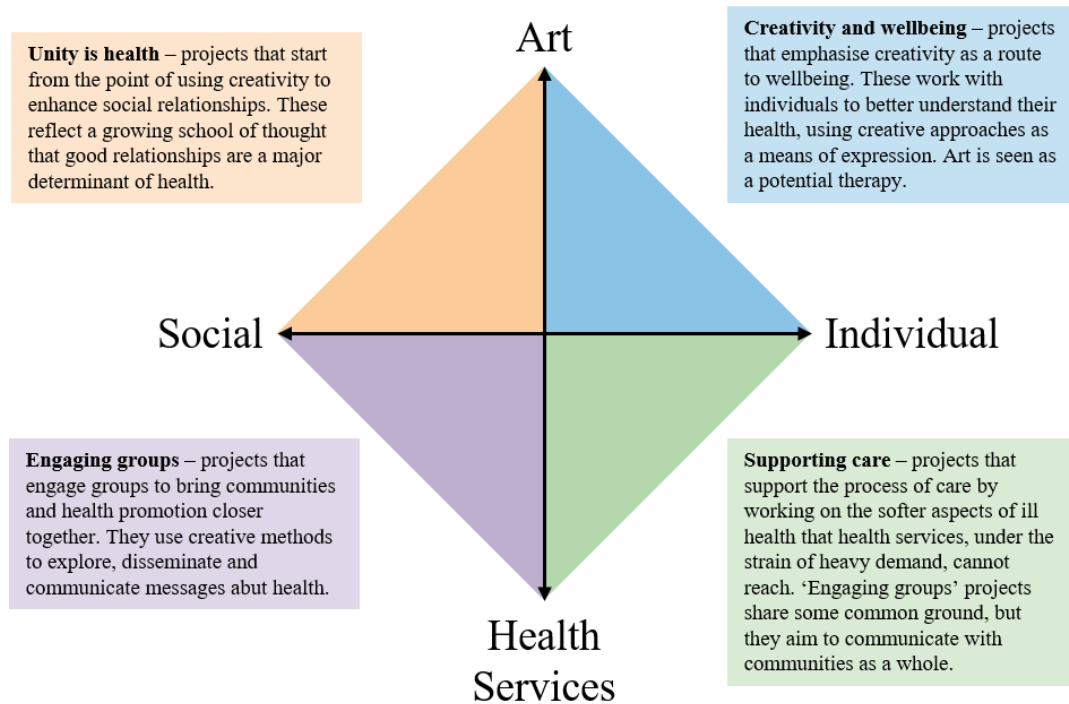 Art
Unity is health – projects that start
from the point of using creativity to
enhance social relationships. These
reflect a growing school of thought
that good relationships are a major
determinant of health.
Creativity and wellbeing – projects
that emphasise creativity as a route
to wellbeing. These work with
individuals to better understand their
health, using creative approaches as
a means of expression. Art is seen as
a potential therapy.
Social
Individual
Engaging groups – projects that
engage groups to bring communities
and health promotion closer
together. They use creative methods
to explore, disseminate and
communicate messages abut health.
Supporting care – projects that
support the process of care by
working on the softer aspects of ill
health that health services, under the
strain of heavy demand, cannot
reach. ‘Engaging groups’ projects
share some common ground, but
they aim to communicate with
communities as a whole.
Health
Services